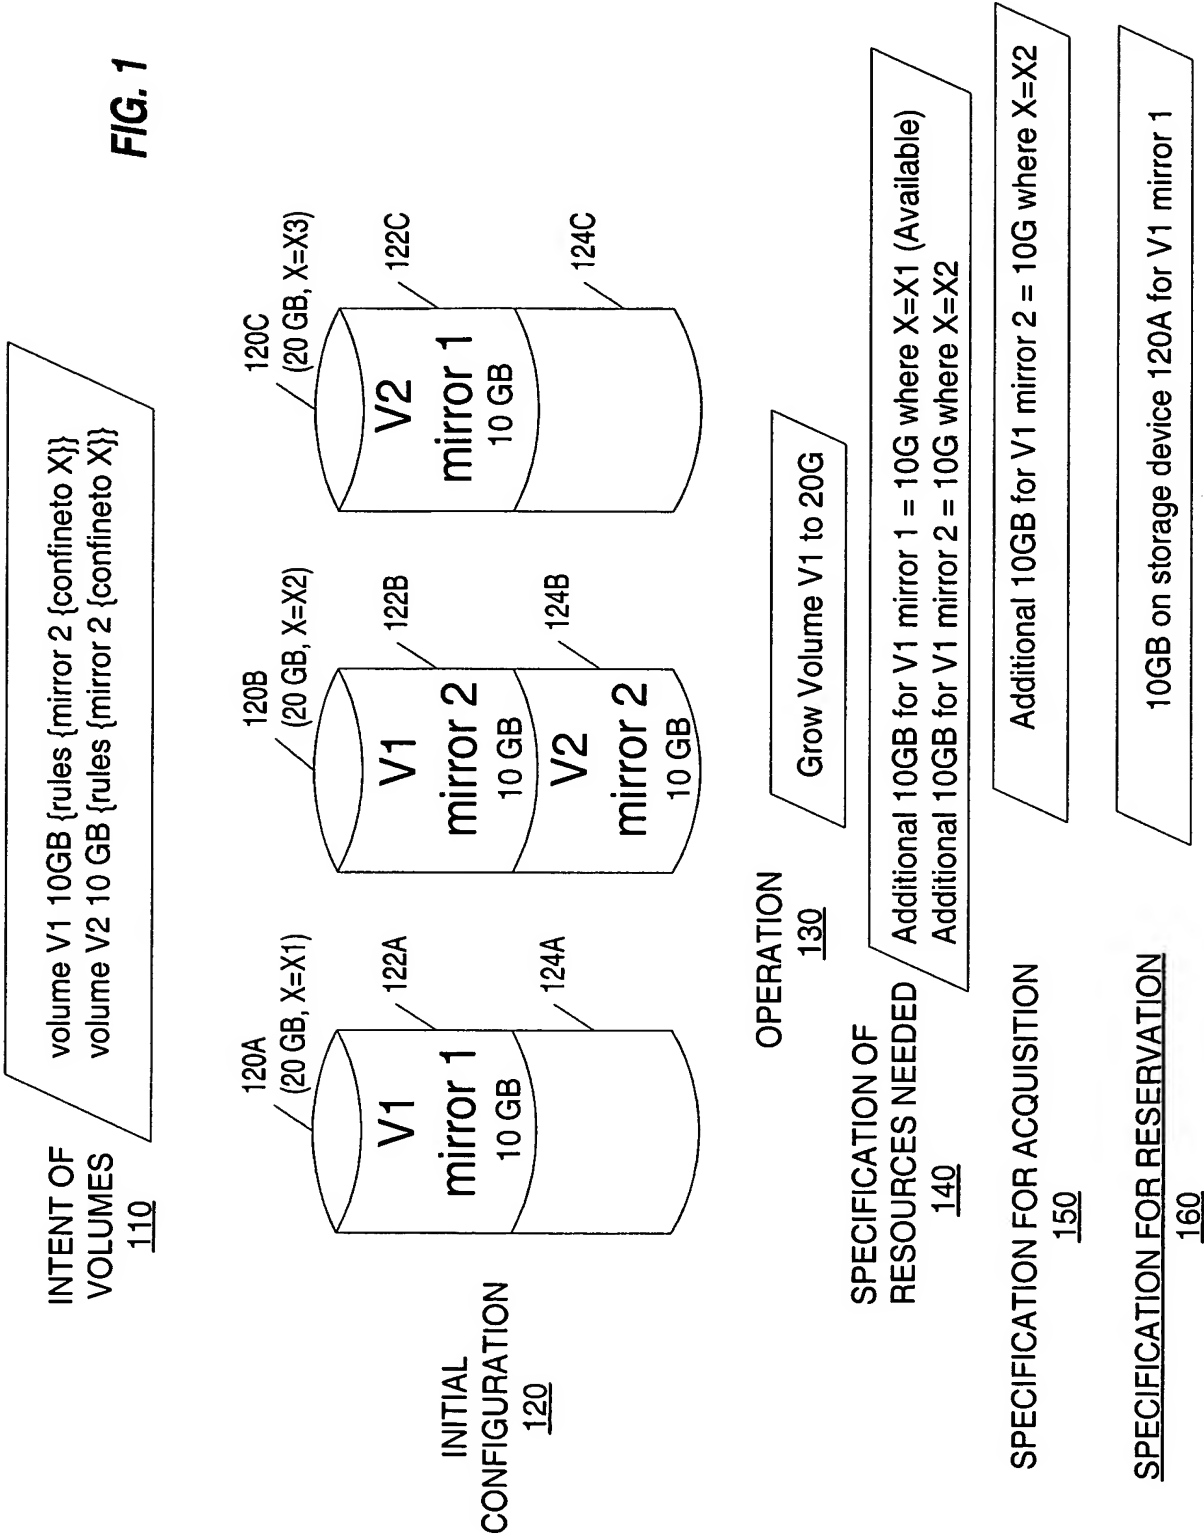 FIG. 1
INTENT OF
VOLUMES
110
volume V1 10GB {rules {mirror 2 {confineto X}}
volume V2 10 GB {rules {mirror 2 {confineto X}}
INITIAL
CONFIGURATION
120
120A
(20 GB, X=X1)
V1
mirror 1
10 GB
122A
124A
120B
(20 GB, X=X2)
V1
mirror 2
10 GB
122B
V2
mirror 2
10 GB
124B
120C
(20 GB, X=X3)
V2
mirror 1
10 GB
122C
124C
OPERATION
130
Grow Volume V1 to 20G
SPECIFICATION OF
RESOURCES NEEDED
140
Additional 10GB for V1 mirror 1 = 10G where X=X1 (Available)
Additional 10GB for V1 mirror 2 = 10G where X=X2
SPECIFICATION FOR ACQUISITION
150
Additional 10GB for V1 mirror 2 = 10G where X=X2
SPECIFICATION FOR RESERVATION
160
10GB on storage device 120A for V1 mirror 1